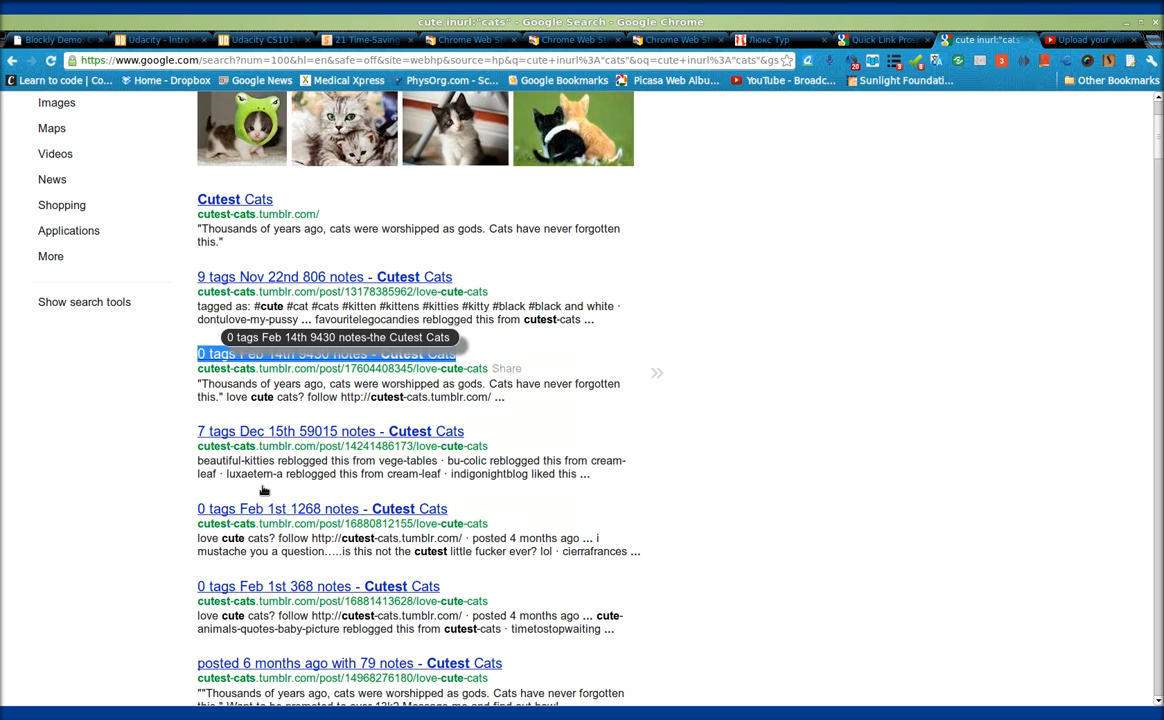 cute inurl:"cats" - Google Search - Google Chrome
Blockly Demo: Udacity - Intro Udacity CS101 21 Time-Saving Chrome Web S Chrome Web S Chrome Web S Люкс Тур Quick Link Pros cute inurl:"cats" Upload your vi
https://www.google.com/search?num=100&hl=en&safe=off&site=webhp&source=hp&q=cute+inurl%3A"cats"&oq=cute+inurl%3A"cats"&gs
Learn to code | Co... Home - Dropbox Google News Medical Xpress PhysOrg.com - Sc... Google Bookmarks Picasa Web Albu... YouTube - Broadc... Sunlight Foundati... Other Bookmarks
Images
Maps
Videos
News
Shopping
Applications
More
Show search tools
Cutest Cats
cutest-cats.tumblr.com/
"Thousands of years ago, cats were worshipped as gods. Cats have never forgotten
this."
9 tags Nov 22nd 806 notes - Cutest Cats
cutest-cats.tumblr.com/post/13178385962/love-cute-cats
tagged as: #cute #cat #cats #kitten #kittens #kitties #kitty #black #black and white ·
dontulove-my-pussy ... favouritelegocandies reblogged this from cutest-cats ...
0 tags Feb 14th 9430 notes-the Cutest Cats
0 tags Feb 14th 9430 notes - Cutest Cats
cutest-cats.tumblr.com/post/17604408345/love-cute-cats Share
"Thousands of years ago, cats were worshipped as gods. Cats have never forgotten
this." love cute cats? follow http://cutest-cats.tumblr.com/ ...
7 tags Dec 15th 59015 notes - Cutest Cats
cutest-cats.tumblr.com/post/14241486173/love-cute-cats
beautiful-kitties reblogged this from vege-tables · bu-colic reblogged this from cream-
leaf · luxaetern-a reblogged this from cream-leaf · indigonightblog liked this ...
0 tags Feb 1st 1268 notes - Cutest Cats
cutest-cats.tumblr.com/post/16880812155/love-cute-cats
love cute cats? follow http://cutest-cats.tumblr.com/ · posted 4 months ago ... i
mustache you a question.....is this not the cutest little fucker ever? lol · cierrafrances ...
0 tags Feb 1st 368 notes - Cutest Cats
cutest-cats.tumblr.com/post/16881413628/love-cute-cats
love cute cats? follow http://cutest-cats.tumblr.com/ · posted 4 months ago ... cute-
animals-quotes-baby-picture reblogged this from cutest-cats · timetostopwaiting ...
posted 6 months ago with 79 notes - Cutest Cats
cutest-cats.tumblr.com/post/14968276180/love-cute-cats
""Thousands of years ago, cats were worshipped as gods. Cats have never forgotten